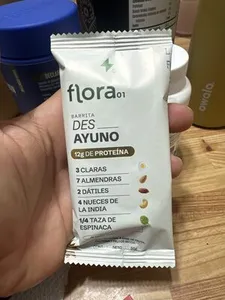 flora01
BARRITA
DES
AYUNO
12g DE PROTEÍNA
3 CLARAS
7 ALMENDRAS
2 DÁTILES
4 NUECES DE
LA INDIA
1/4 TAZA DE
ESPINACA
owala